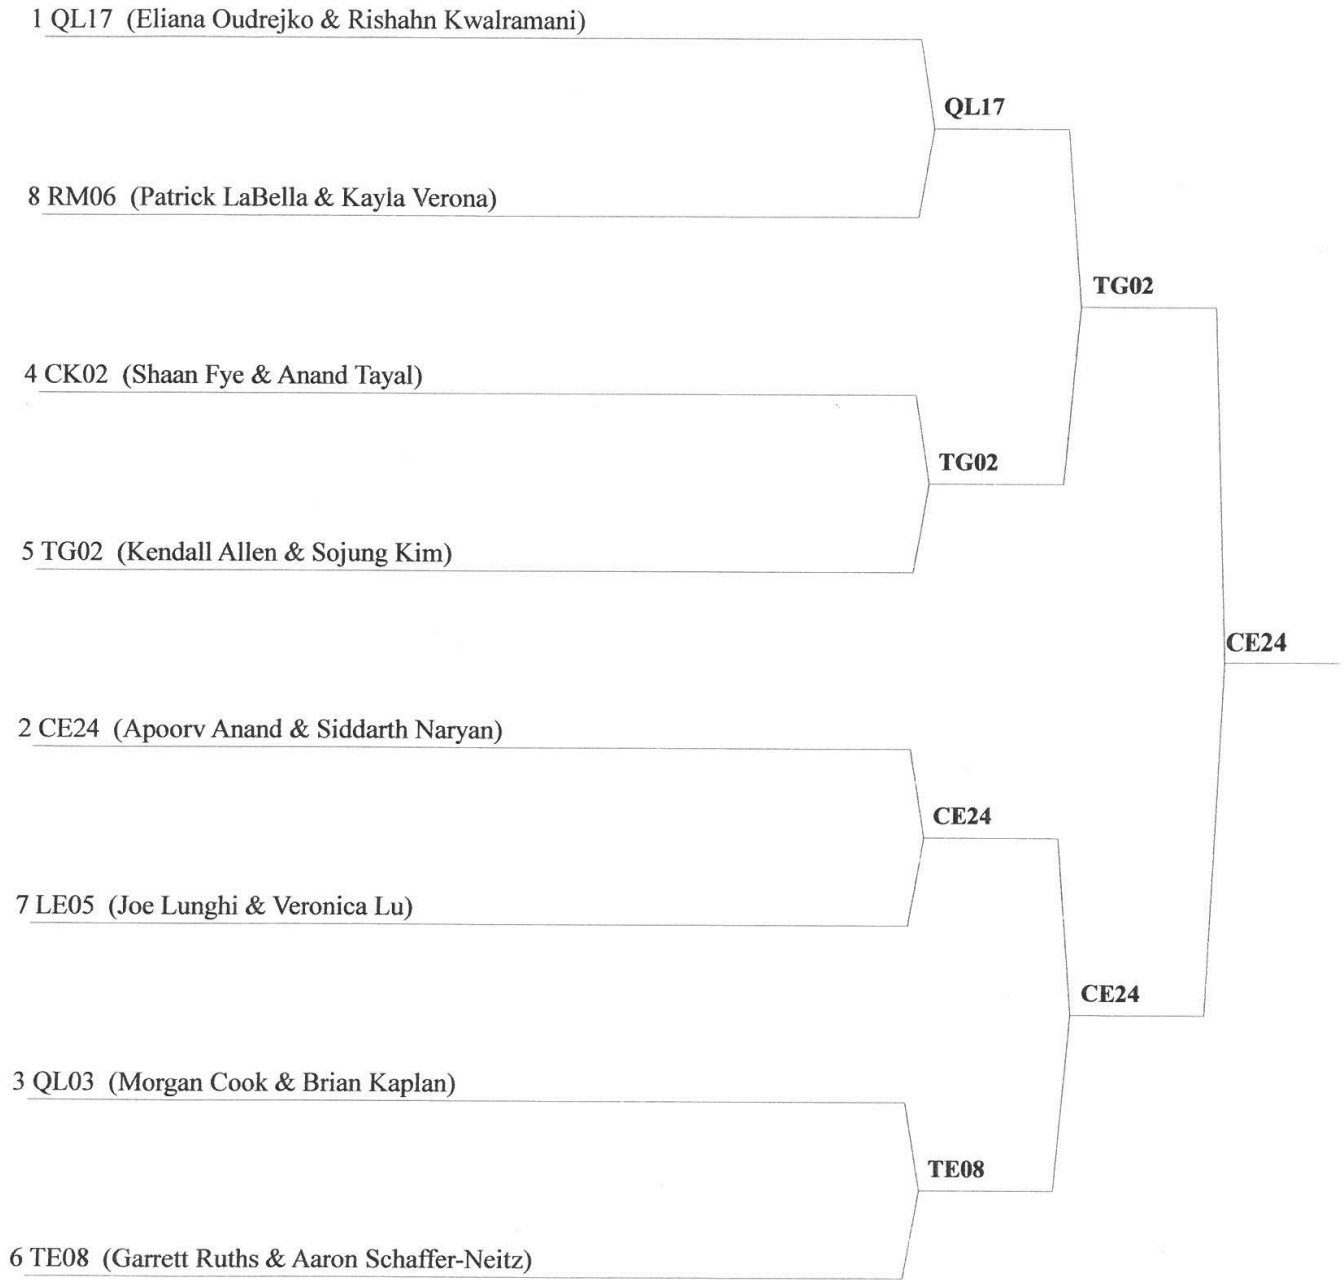 1 QL17 (Eliana Oudrejko & Rishahn Kwalramani)
QL17
8 RM06 (Patrick LaBella & Kayla Verona)
TG02
4 CK02 (Shaan Fye & Anand Tayal)
TG02
5 TG02 (Kendall Allen & Sojung Kim)
CE24
2 CE24 (Apoorv Anand & Siddarth Naryan)
CE24
7 LE05 (Joe Lunghi & Veronica Lu)
CE24
3 QL03 (Morgan Cook & Brian Kaplan)
TE08
6 TE08 (Garrett Ruths & Aaron Schaffer-Neitz)